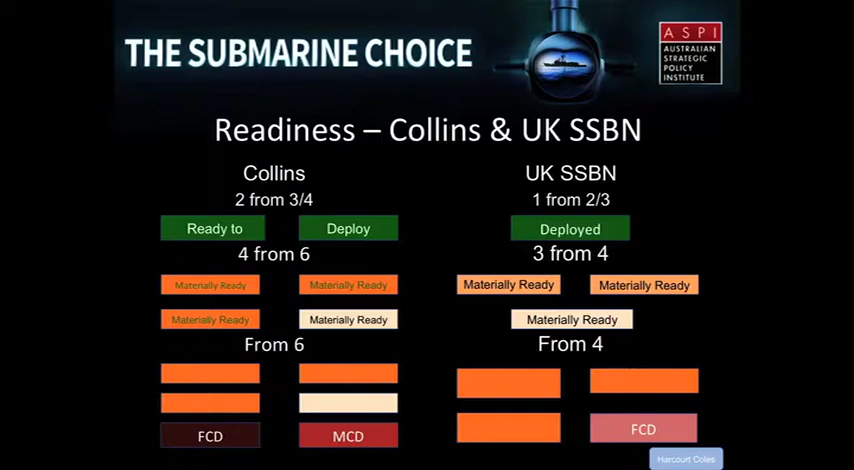 THE SUBMARINE CHOICE
ASPI
AUSTRALIAN
STRATEGIC
POLICY
INSTITUTE
Readiness – Collins & UK SSBN
Collins
2 from 3/4
Ready to
Deploy
4 from 6
Materially Ready
Materially Ready
Materially Ready
Materially Ready
From 6
FCD
MCD
UK SSBN
1 from 2/3
Deployed
3 from 4
Materially Ready
Materially Ready
Materially Ready
From 4
FCD
Harcourt Coles